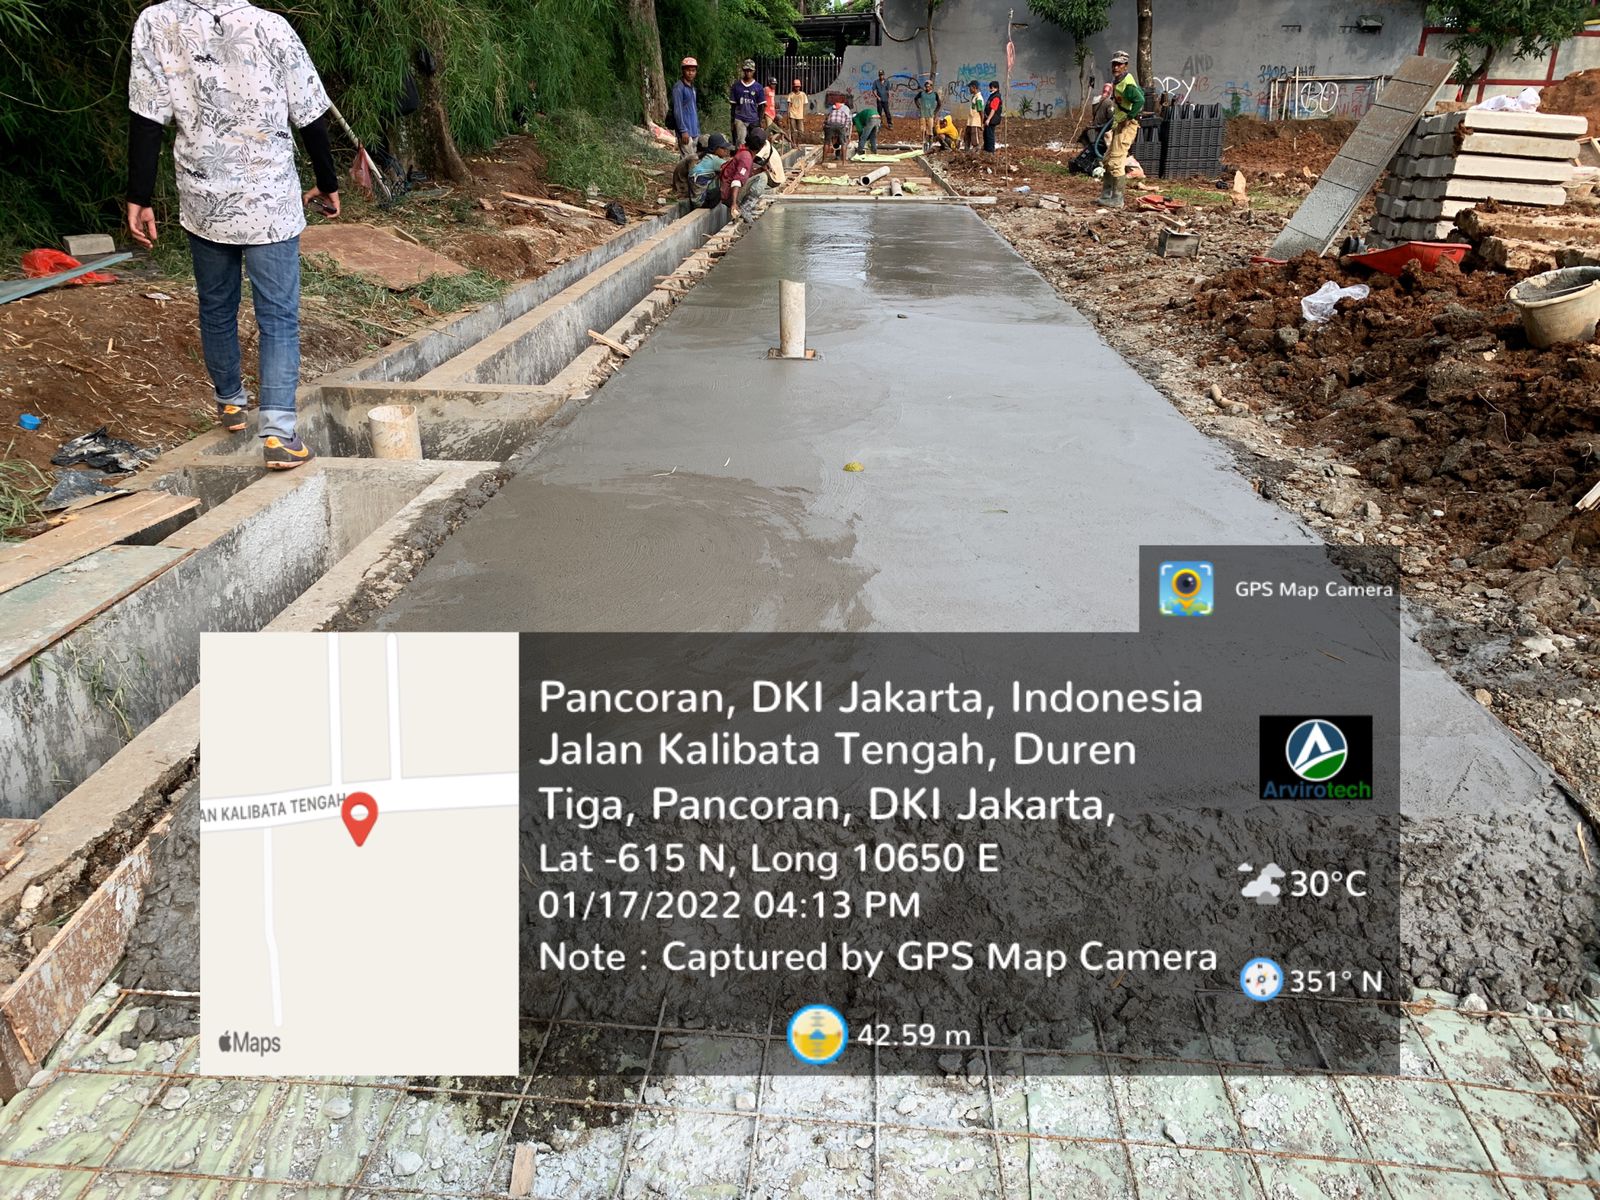 GPS Map Camera
Pancoran, DKI Jakarta, Indonesia
Jalan Kalibata Tengah, Duren
Tiga, Pancoran, DKI Jakarta,
Lat -615 N, Long 10650 E
01/17/2022 04:13 PM
Note : Captured by GPS Map Camera
42.59 m
Arvirotech
30°C
351° N
AN KALIBATA TENGAH
Maps